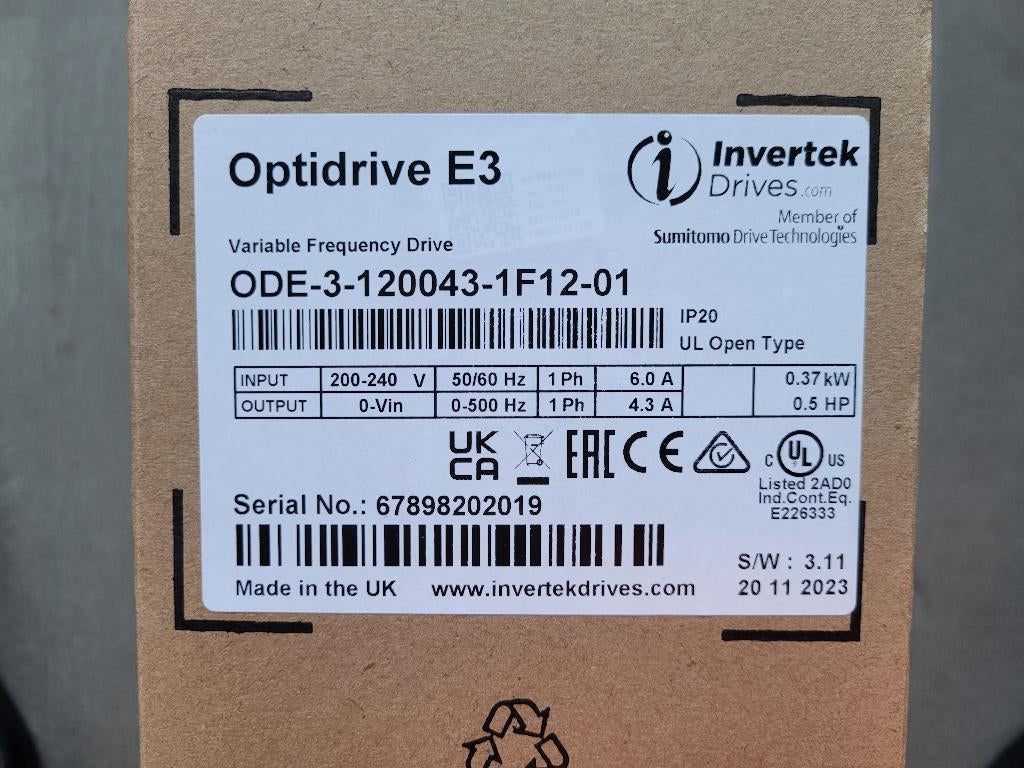 Optidrive E3
Invertek
Drives.com
Member of
Sumitomo Drive Technologies
Variable Frequency Drive
ODE-3-120043-1F12-01
IP20
UL Open Type
INPUT 200-240 V 50/60 Hz 1 Ph 6.0 A 0.37 kW
OUTPUT 0-Vin 0-500 Hz 1 Ph 4.3 A 0.5 HP
UK
CA
EAC CE
C UL US
Listed 2AD0
Ind.Cont.Eq.
E226333
Serial No.: 67898202019
S/W : 3.11
Made in the UK www.invertekdrives.com 20 11 2023